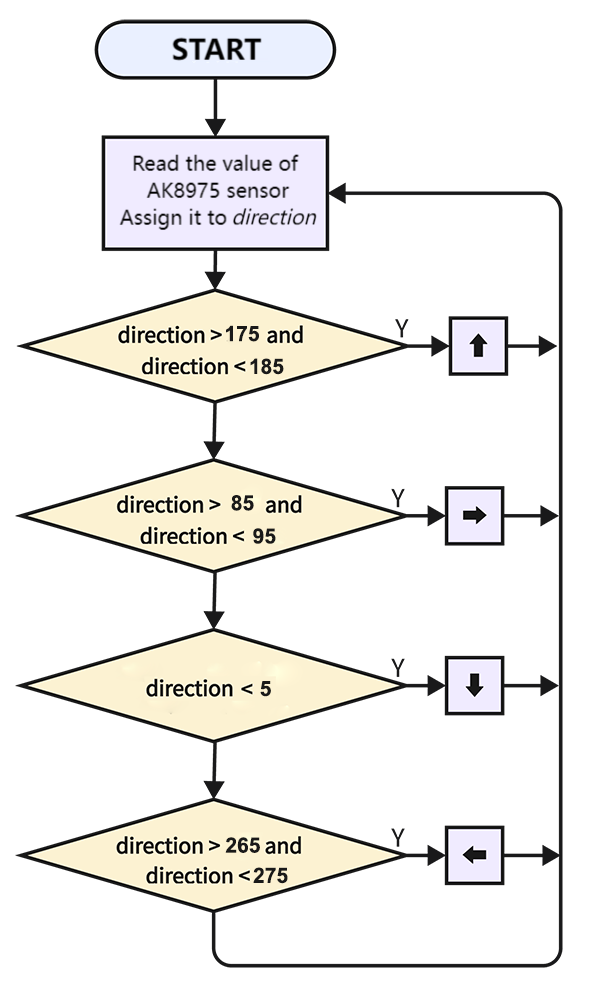 START
Read the value of
AK8975 sensor
Assign it to direction
direction > 175 and
direction < 185
Y
direction > 85 and
direction < 95
Y
direction < 5
Y
direction > 265 and
direction < 275
Y